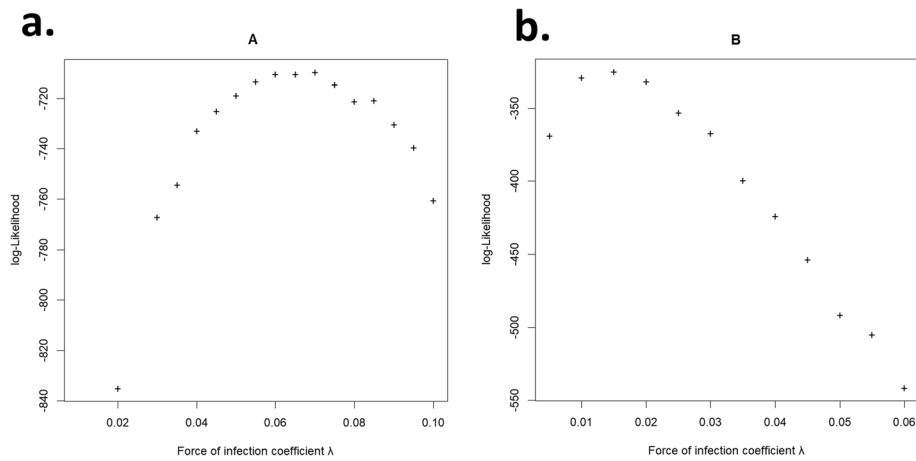 a.
A
log-Likelihood
-720
-740
-760
-780
-800
-820
-840
0.02 0.04 0.06 0.08 0.10
Force of infection coefficient λ
b.
B
log-Likelihood
-350
-400
-450
-500
-550
0.01 0.02 0.03 0.04 0.05 0.06
Force of infection coefficient λ